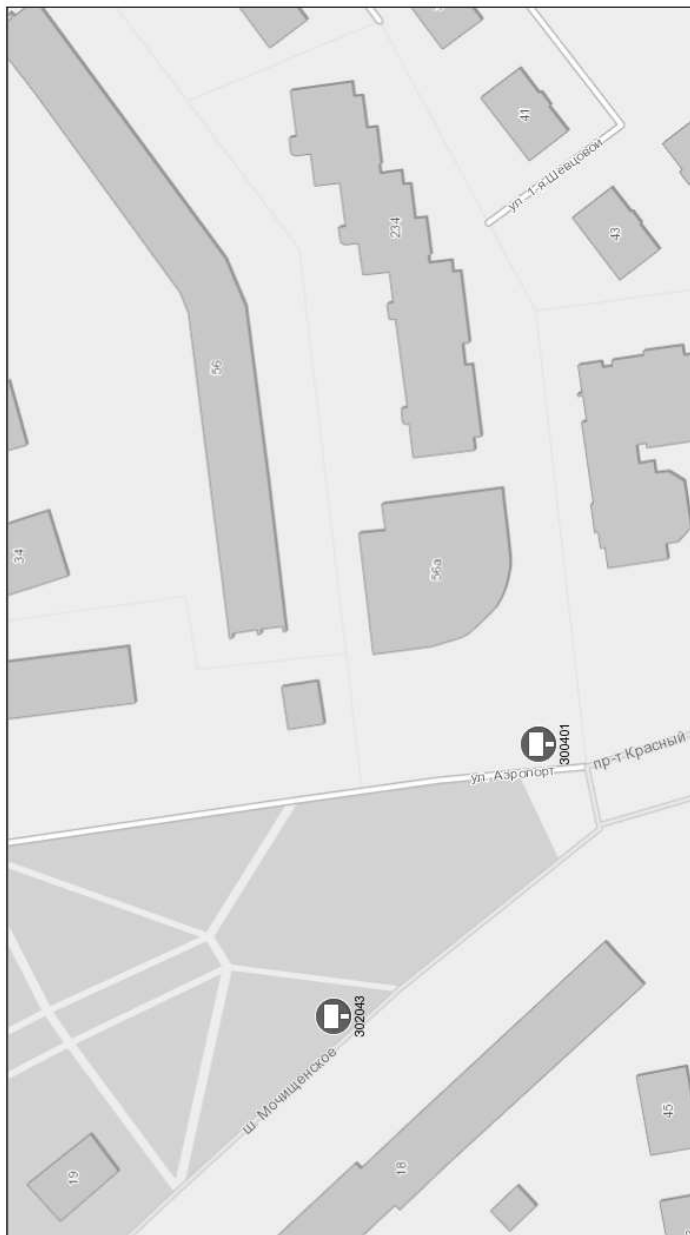 41
ул. 1-я Шевцовой
234
43
56
34
56а
300401
ул. Аэропорт
пр-т Красный
302043
ш. Мочищенское
19
18
45